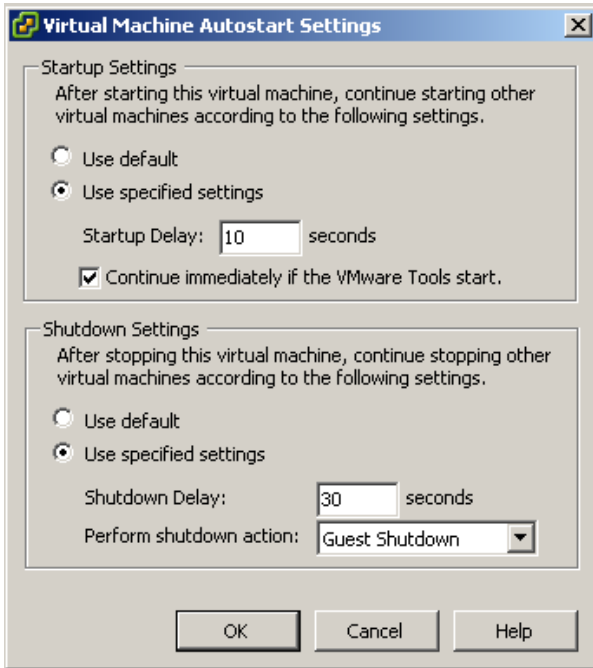 Virtual Machine Autostart Settings
Startup Settings
After starting this virtual machine, continue starting other
virtual machines according to the following settings.
Use default
Use specified settings
Startup Delay: 10 seconds
Continue immediately if the VMware Tools start.
Shutdown Settings
After stopping this virtual machine, continue stopping other
virtual machines according to the following settings.
Use default
Use specified settings
Shutdown Delay: 30 seconds
Perform shutdown action: Guest Shutdown
OK Cancel Help